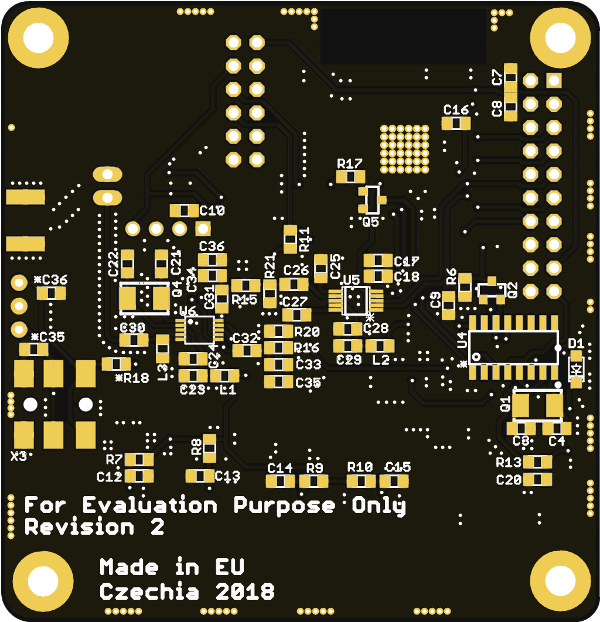 C7
C8
C16
R17
Q5
C10
R11
C36
C22
C21
C34
C25
C17
C18
R21
C26
R6
Q2
*C36
Q4
C31
R15
U5
C9
U6
C27
*
C30
R20
C28
U4
D1
*C35
L3
C24
C32
R16
C29
L2
*
*R18
C33
C23
L1
C35
Q1
X3
C8
C4
R8
R7
R13
C12
C13
C14
R9
R10
C15
C20
For Evaluation Purpose Only
Revision 2
Made in EU
Czechia 2018